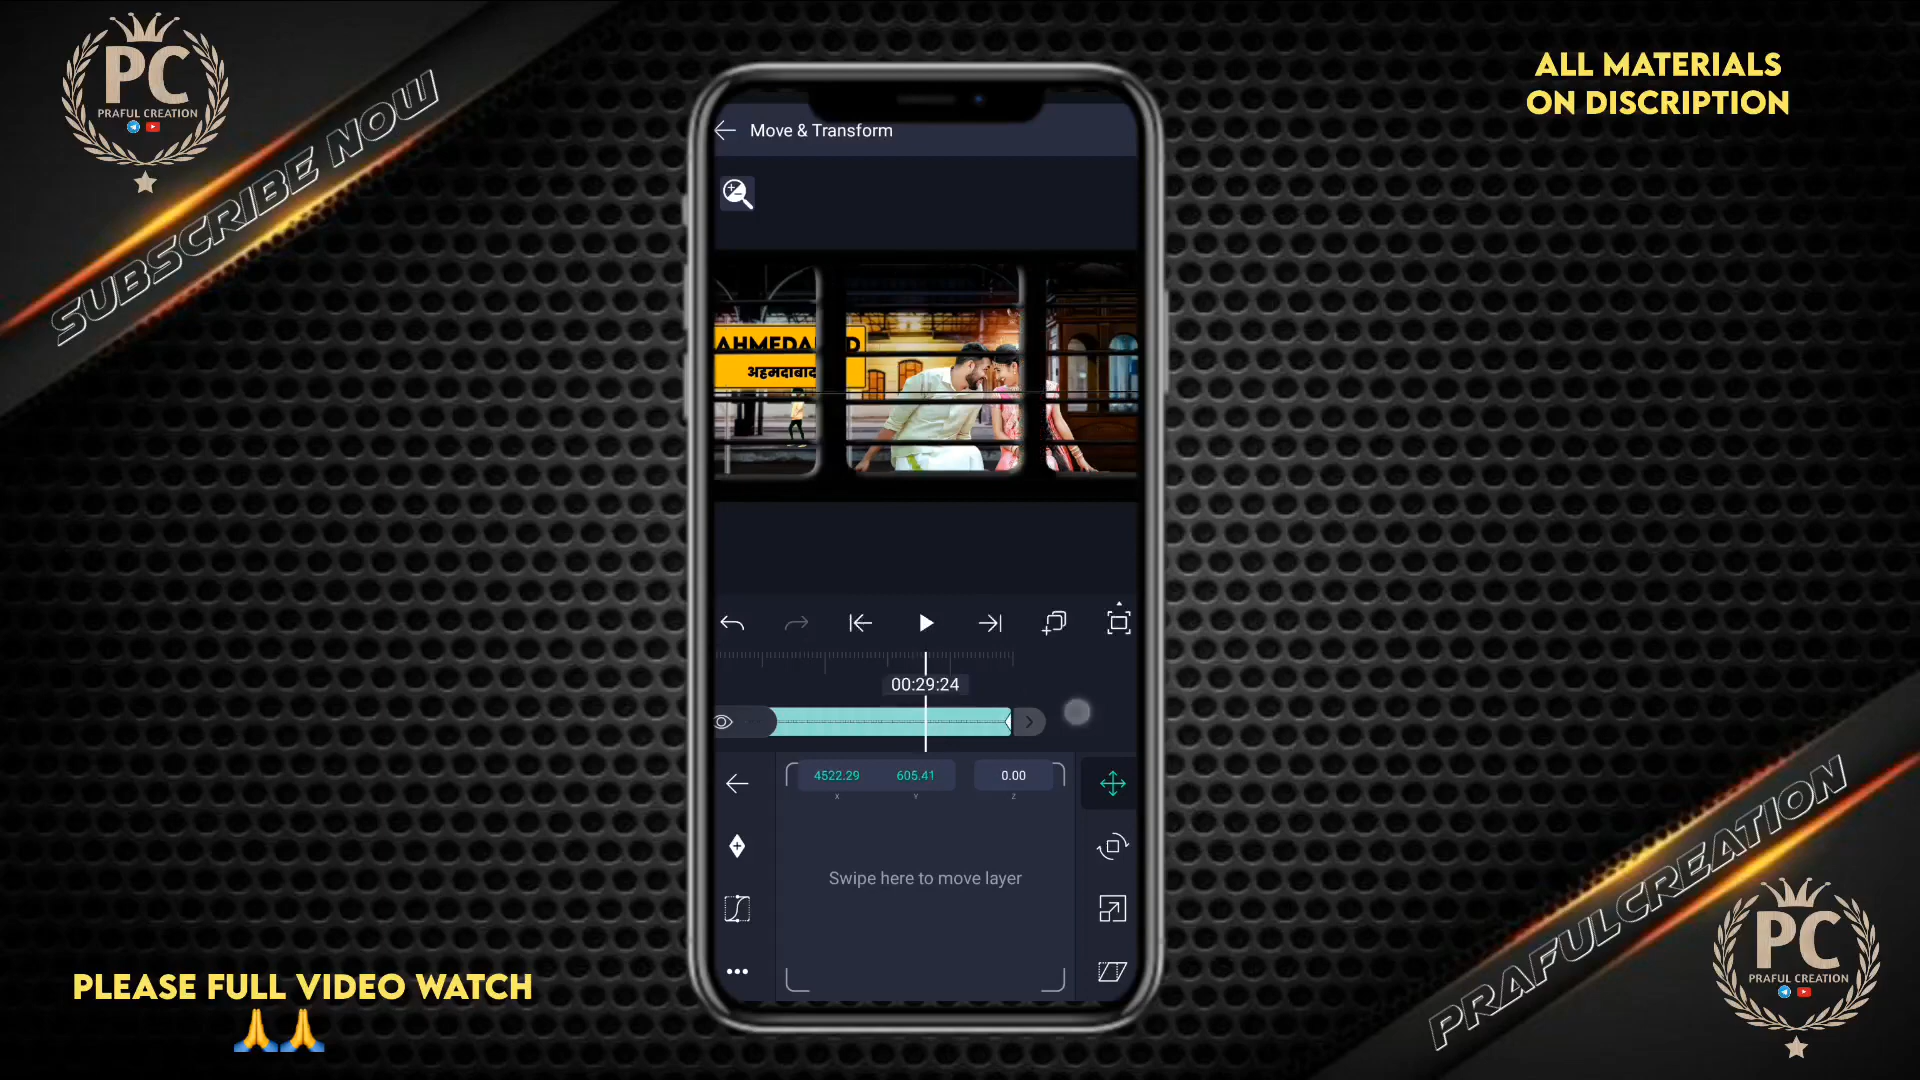 PC
PRAFUL CREATION
SUBSCRIBE NOW
ALL MATERIALS
ON DISCRIPTION
Move & Transform
अहमदाबाद
00:29:24
4522.29
605.41
0.00
X
Y
Z
Swipe here to move layer
PLEASE FULL VIDEO WATCH
PRAFULCREATION
PC
PRAFUL CREATION